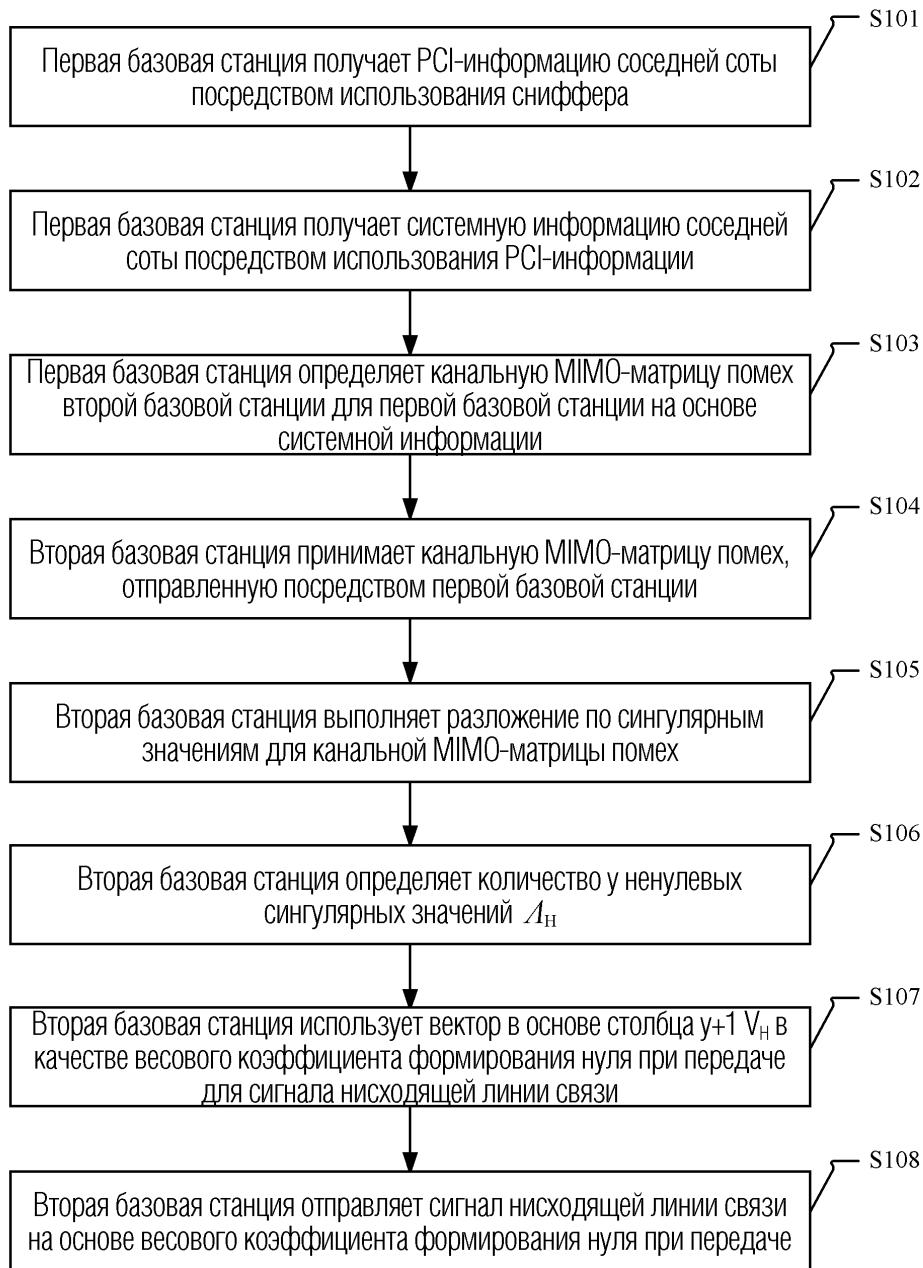 S101
Первая базовая станция получает PCI-информацию соседней соты
посредством использования сниффера
S102
Первая базовая станция получает системную информацию соседней
соты посредством использования PCI-информации
S103
Первая базовая станция определяет канальную MIMO-матрицу помех
второй базовой станции для первой базовой станции на основе
системной информации
S104
Вторая базовая станция принимает канальную MIMO-матрицу помех,
отправленную посредством первой базовой станции
S105
Вторая базовая станция выполняет разложение по сингулярным
значениям для канальной MIMO-матрицы помех
S106
Вторая базовая станция определяет количество y ненулевых
сингулярных значений Λ_H
S107
Вторая базовая станция использует вектор в основе столбца y+1 V_H в
качестве весового коэффициента формирования нуля при передаче
для сигнала нисходящей линии связи
S108
Вторая базовая станция отправляет сигнал нисходящей линии связи
на основе весового коэффициента формирования нуля при передаче